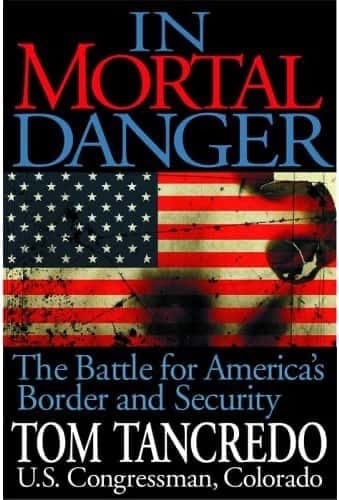 IN
MORTAL
DANGER
The Battle for America's
Border and Security
TOM TANCREDO
U.S. Congressman, Colorado